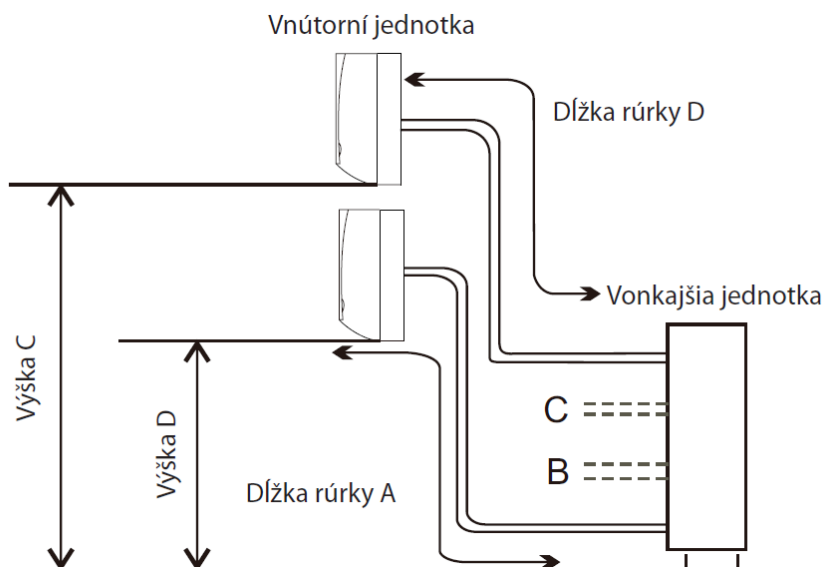 Vnútorní jednotka
Dĺžka rúrky D
Vonkajšia jednotka
Výška C
Výška D
C
B
Dĺžka rúrky A